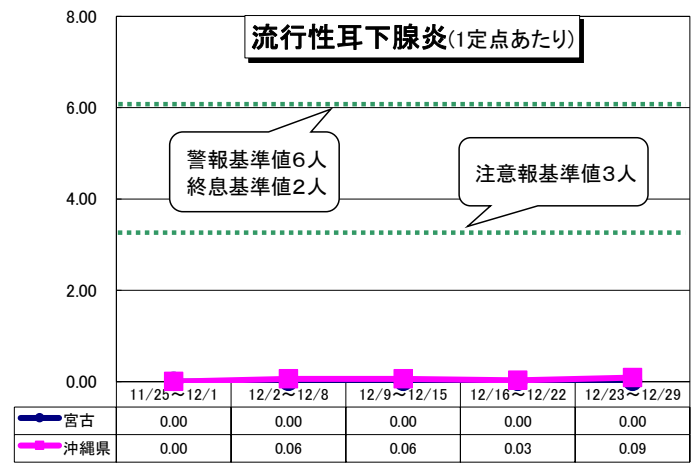 流行性耳下腺炎(1定点あたり)
8.00
6.00
警報基準値6人
終息基準値2人
注意報基準値3人
4.00
2.00
0.00
11/25～12/1 12/2～12/8 12/9～12/15 12/16～12/22 12/23～12/29
宮古 0.00 0.00 0.00 0.00 0.00
沖縄県 0.00 0.06 0.06 0.03 0.09